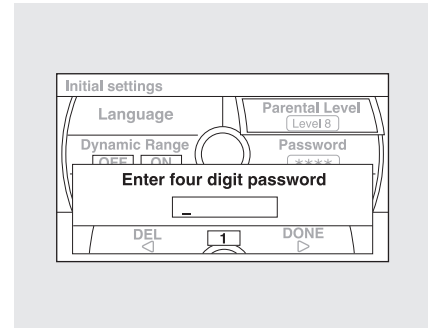 Initial settings
Language
Parental Level
Level 8
Dynamic Range
Password
OFF ON
****
Enter four digit password
_
DEL
1
DONE